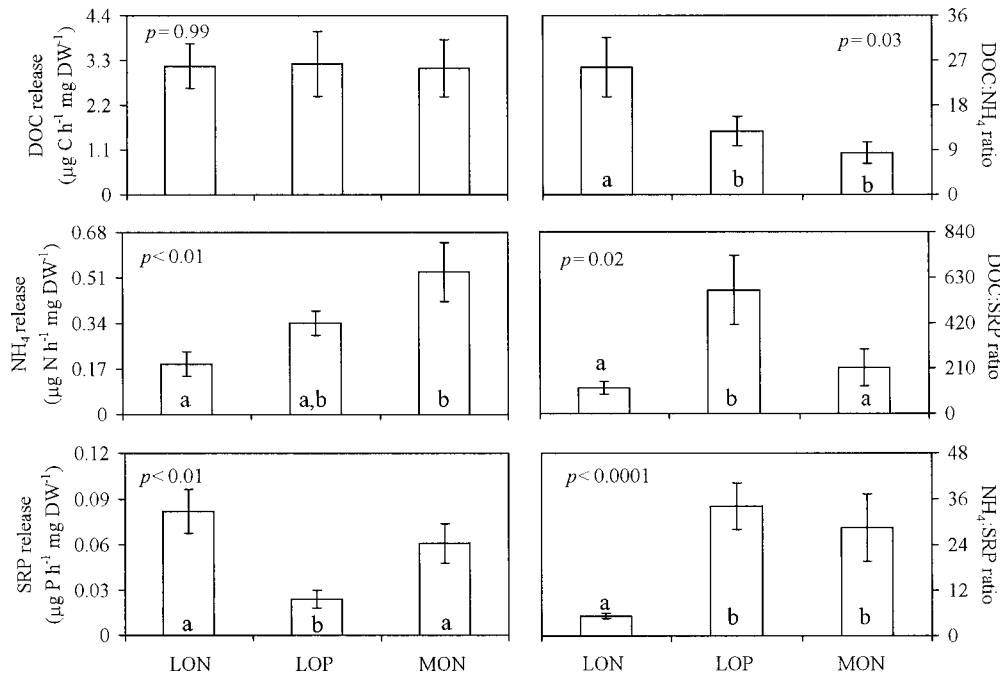 DOC release
(µg C h⁻¹ mg DW⁻¹)
4.4
3.3
2.2
1.1
0
p = 0.99
p = 0.03
a
b
b
36
27
18
9
0
DOC:NH₄ ratio
NH₄ release
(µg N h⁻¹ mg DW⁻¹)
0.68
0.51
0.34
0.17
0
p < 0.01
a
a,b
b
p = 0.02
a
b
a
840
630
420
210
0
DOC:SRP ratio
SRP release
(µg P h⁻¹ mg DW⁻¹)
0.12
0.09
0.06
0.03
0
p < 0.01
a
b
a
p < 0.0001
a
b
b
48
36
24
12
0
NH₄:SRP ratio
LON LOP MON
LON LOP MON